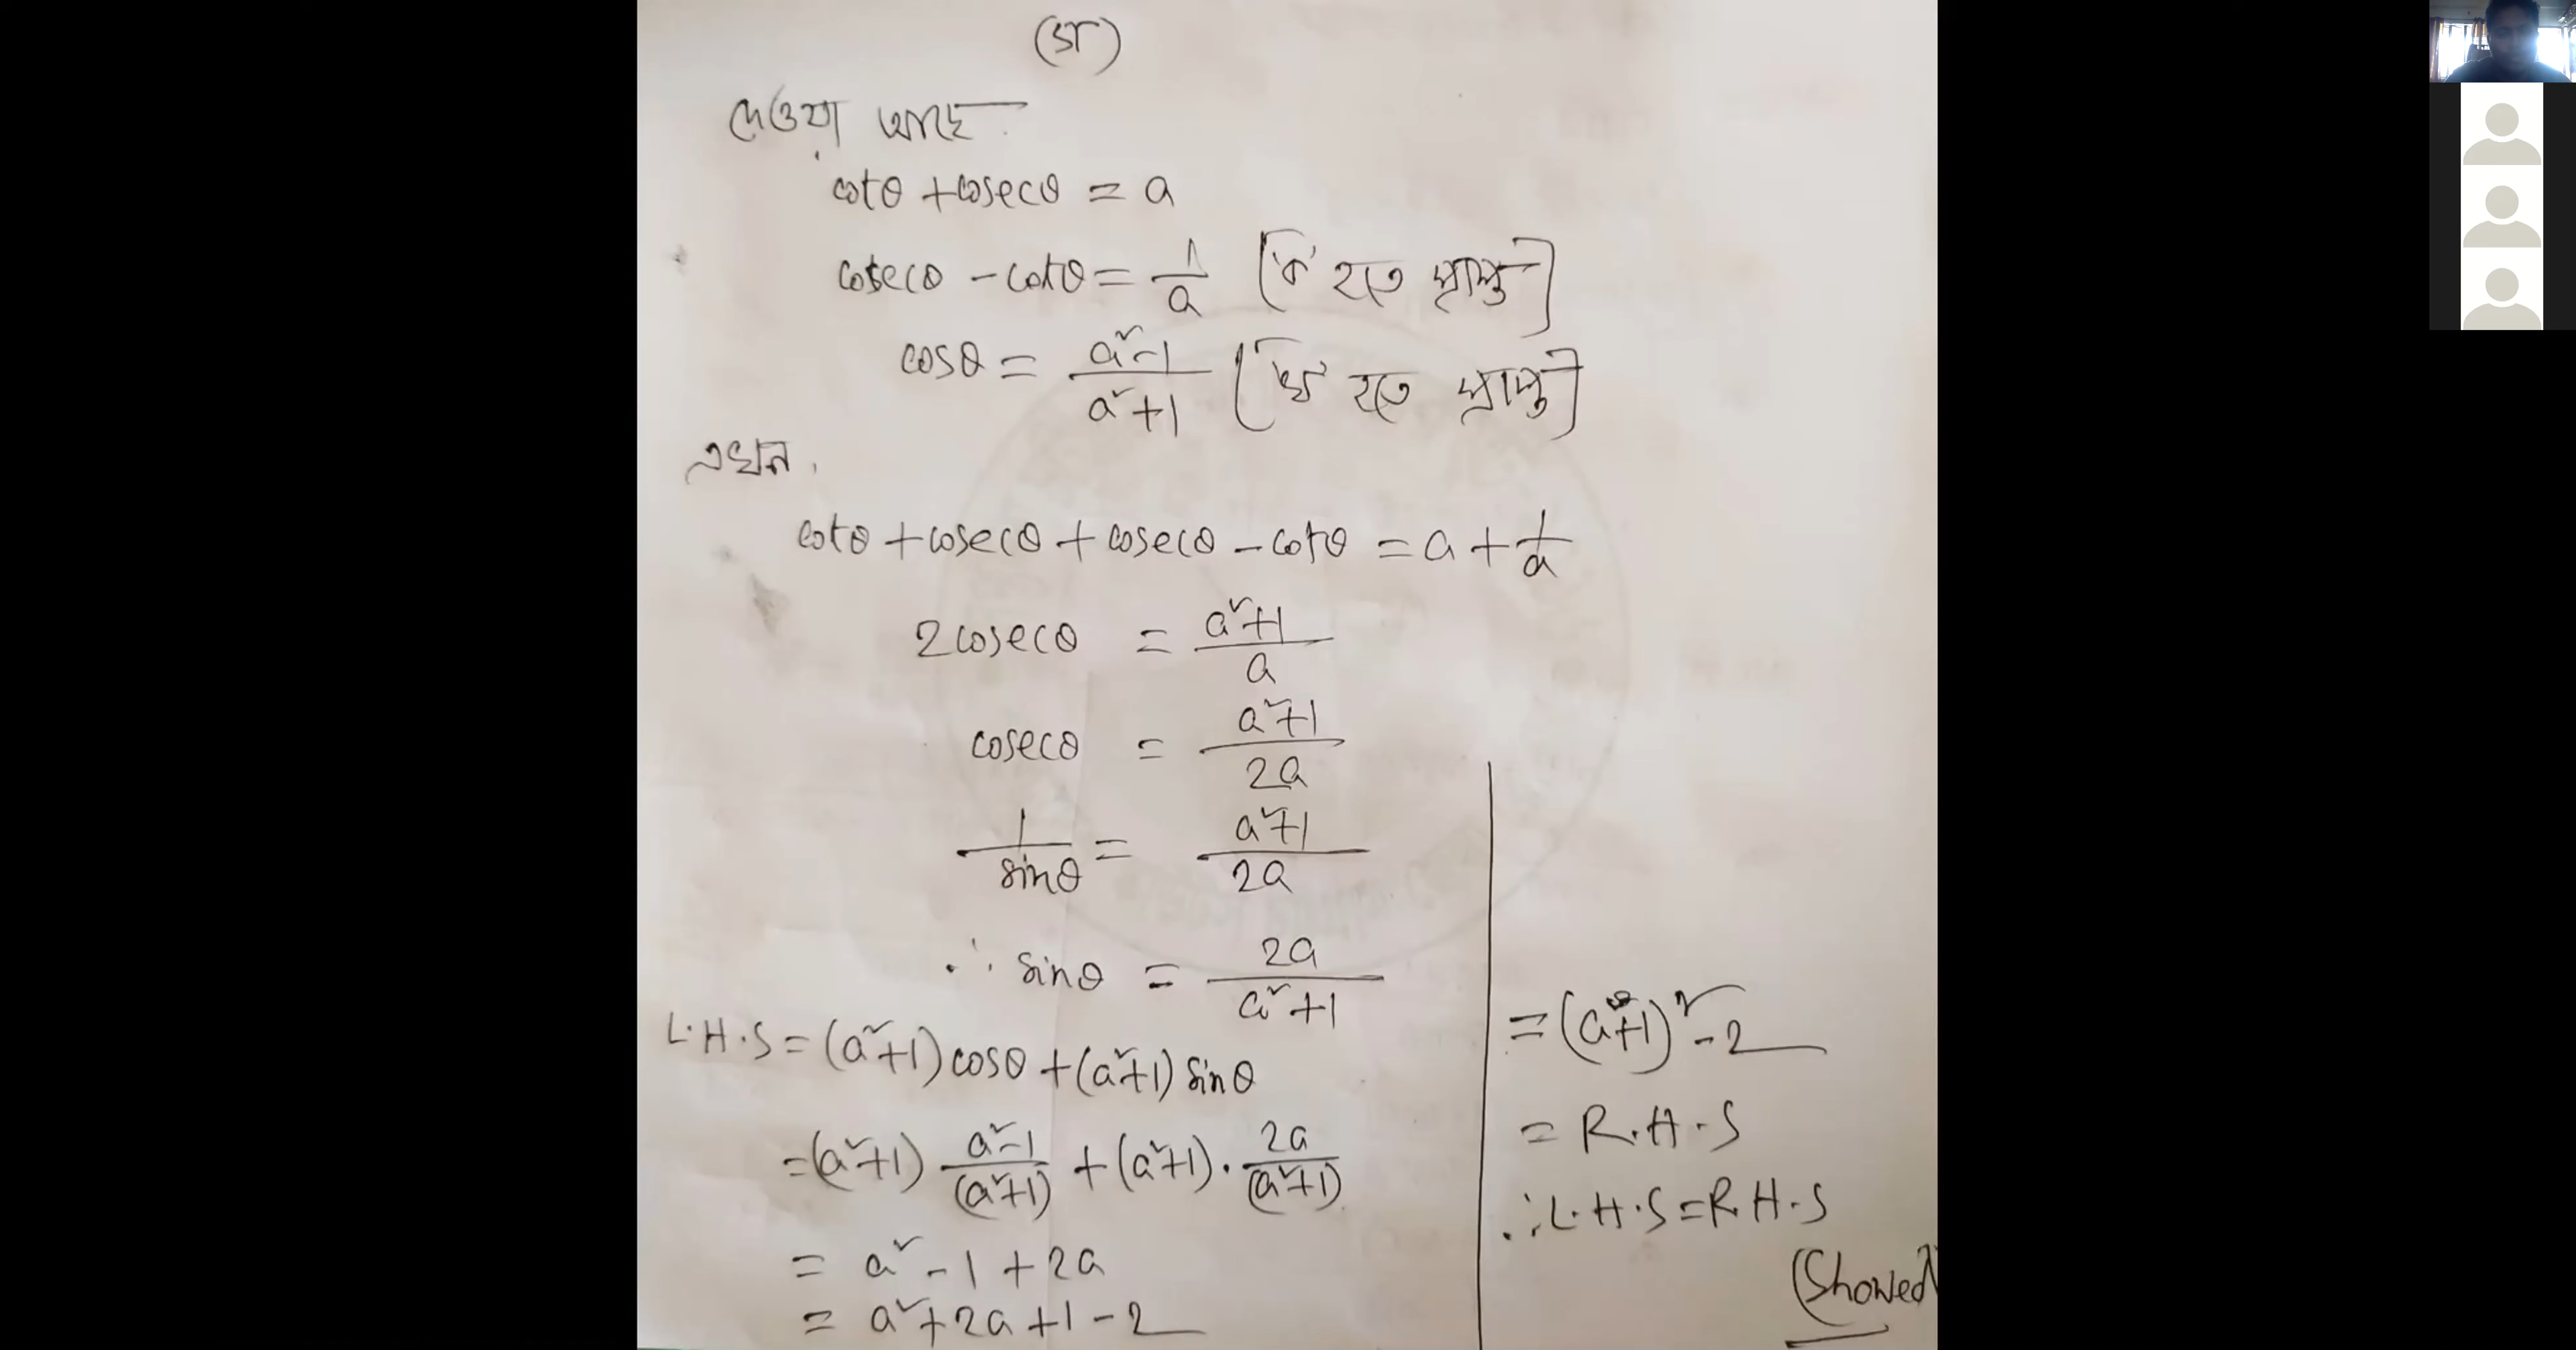 (গ)
দেওয়া আছে
cotθ + cosecθ = a
cosecθ - cotθ = 1/a ['ক' হতে প্রাপ্ত]
cosθ = a²-1/a²+1 ['খ' হতে প্রাপ্ত]
এখন,
cotθ + cosecθ + cosecθ - cotθ = a + 1/a
2cosecθ = a²+1/a
cosecθ = a²+1/2a
1/sinθ = a²+1/2a
∴ sinθ = 2a/a²+1
L.H.S = (a²+1) cosθ + (a²+1) sinθ
= (a²+1) a²-1/(a²+1) + (a²+1) . 2a/(a²+1)
= a² - 1 + 2a
= a² + 2a + 1 - 2
= (a+1)² - 2
= R.H.S
∴ L.H.S = R.H.S
(Showed)